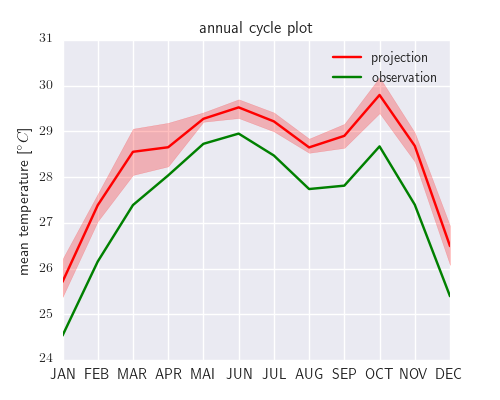 annual cycle plot
projection
observation
mean temperature [°C]
31
30
29
28
27
26
25
24
JAN FEB MAR APR MAI JUN JUL AUG SEP OCT NOV DEC